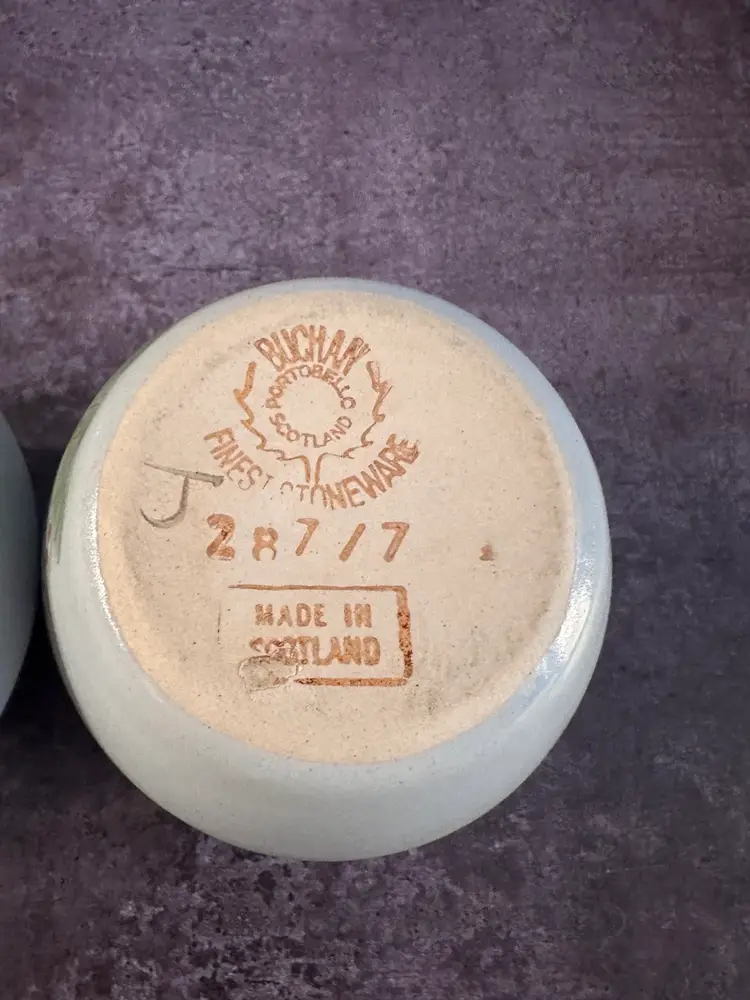 BUCHAN
PORTOBELLO
SCOTLAND
FINEST STONEWARE
J
287/7
MADE IN
SCOTLAND